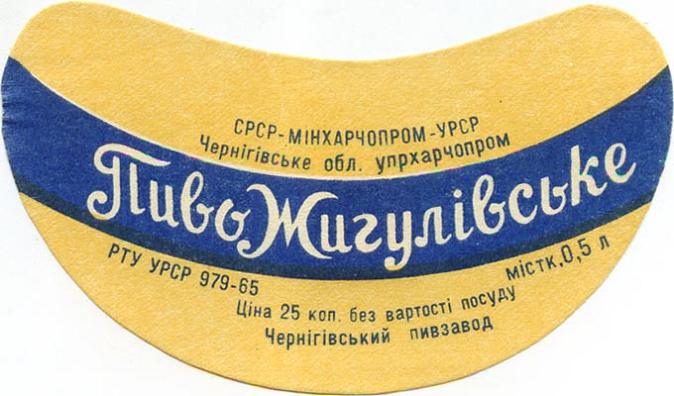 СРСР-МІНХАРЧОПРОМ-УРСР
Чернігівське обл. упрхарчопром
Пиво Жигулівське
РТУ УРСР 979-65
містк,0,5 л
Ціна 25 коп. без вартості посуду
Чернігівський пивзавод